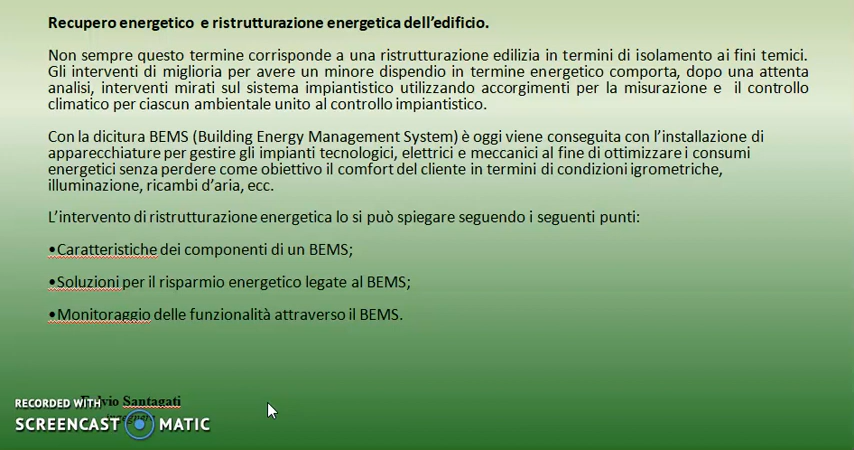 Recupero energetico e ristrutturazione energetica dell'edificio.
Non sempre questo termine corrisponde a una ristrutturazione edilizia in termini di isolamento ai fini temici.
Gli interventi di miglioria per avere un minore dispendio in termine energetico comporta, dopo una attenta
analisi, interventi mirati sul sistema impiantistico utilizzando accorgimenti per la misurazione e il controllo
climatico per ciascun ambientale unito al controllo impiantistico.
Con la dicitura BEMS (Building Energy Management System) è oggi viene conseguita con l'installazione di
apparecchiature per gestire gli impianti tecnologici, elettrici e meccanici al fine di ottimizzare i consumi
energetici senza perdere come obiettivo il comfort del cliente in termini di condizioni igrometriche,
illuminazione, ricambi d'aria, ecc.
L'intervento di ristrutturazione energetica lo si può spiegare seguendo i seguenti punti:
•Caratteristiche dei componenti di un BEMS;
•Soluzioni per il risparmio energetico legate al BEMS;
•Monitoraggio delle funzionalità attraverso il BEMS.
Fulvio Santagati
RECORDED WITH
SCREENCAST MATIC